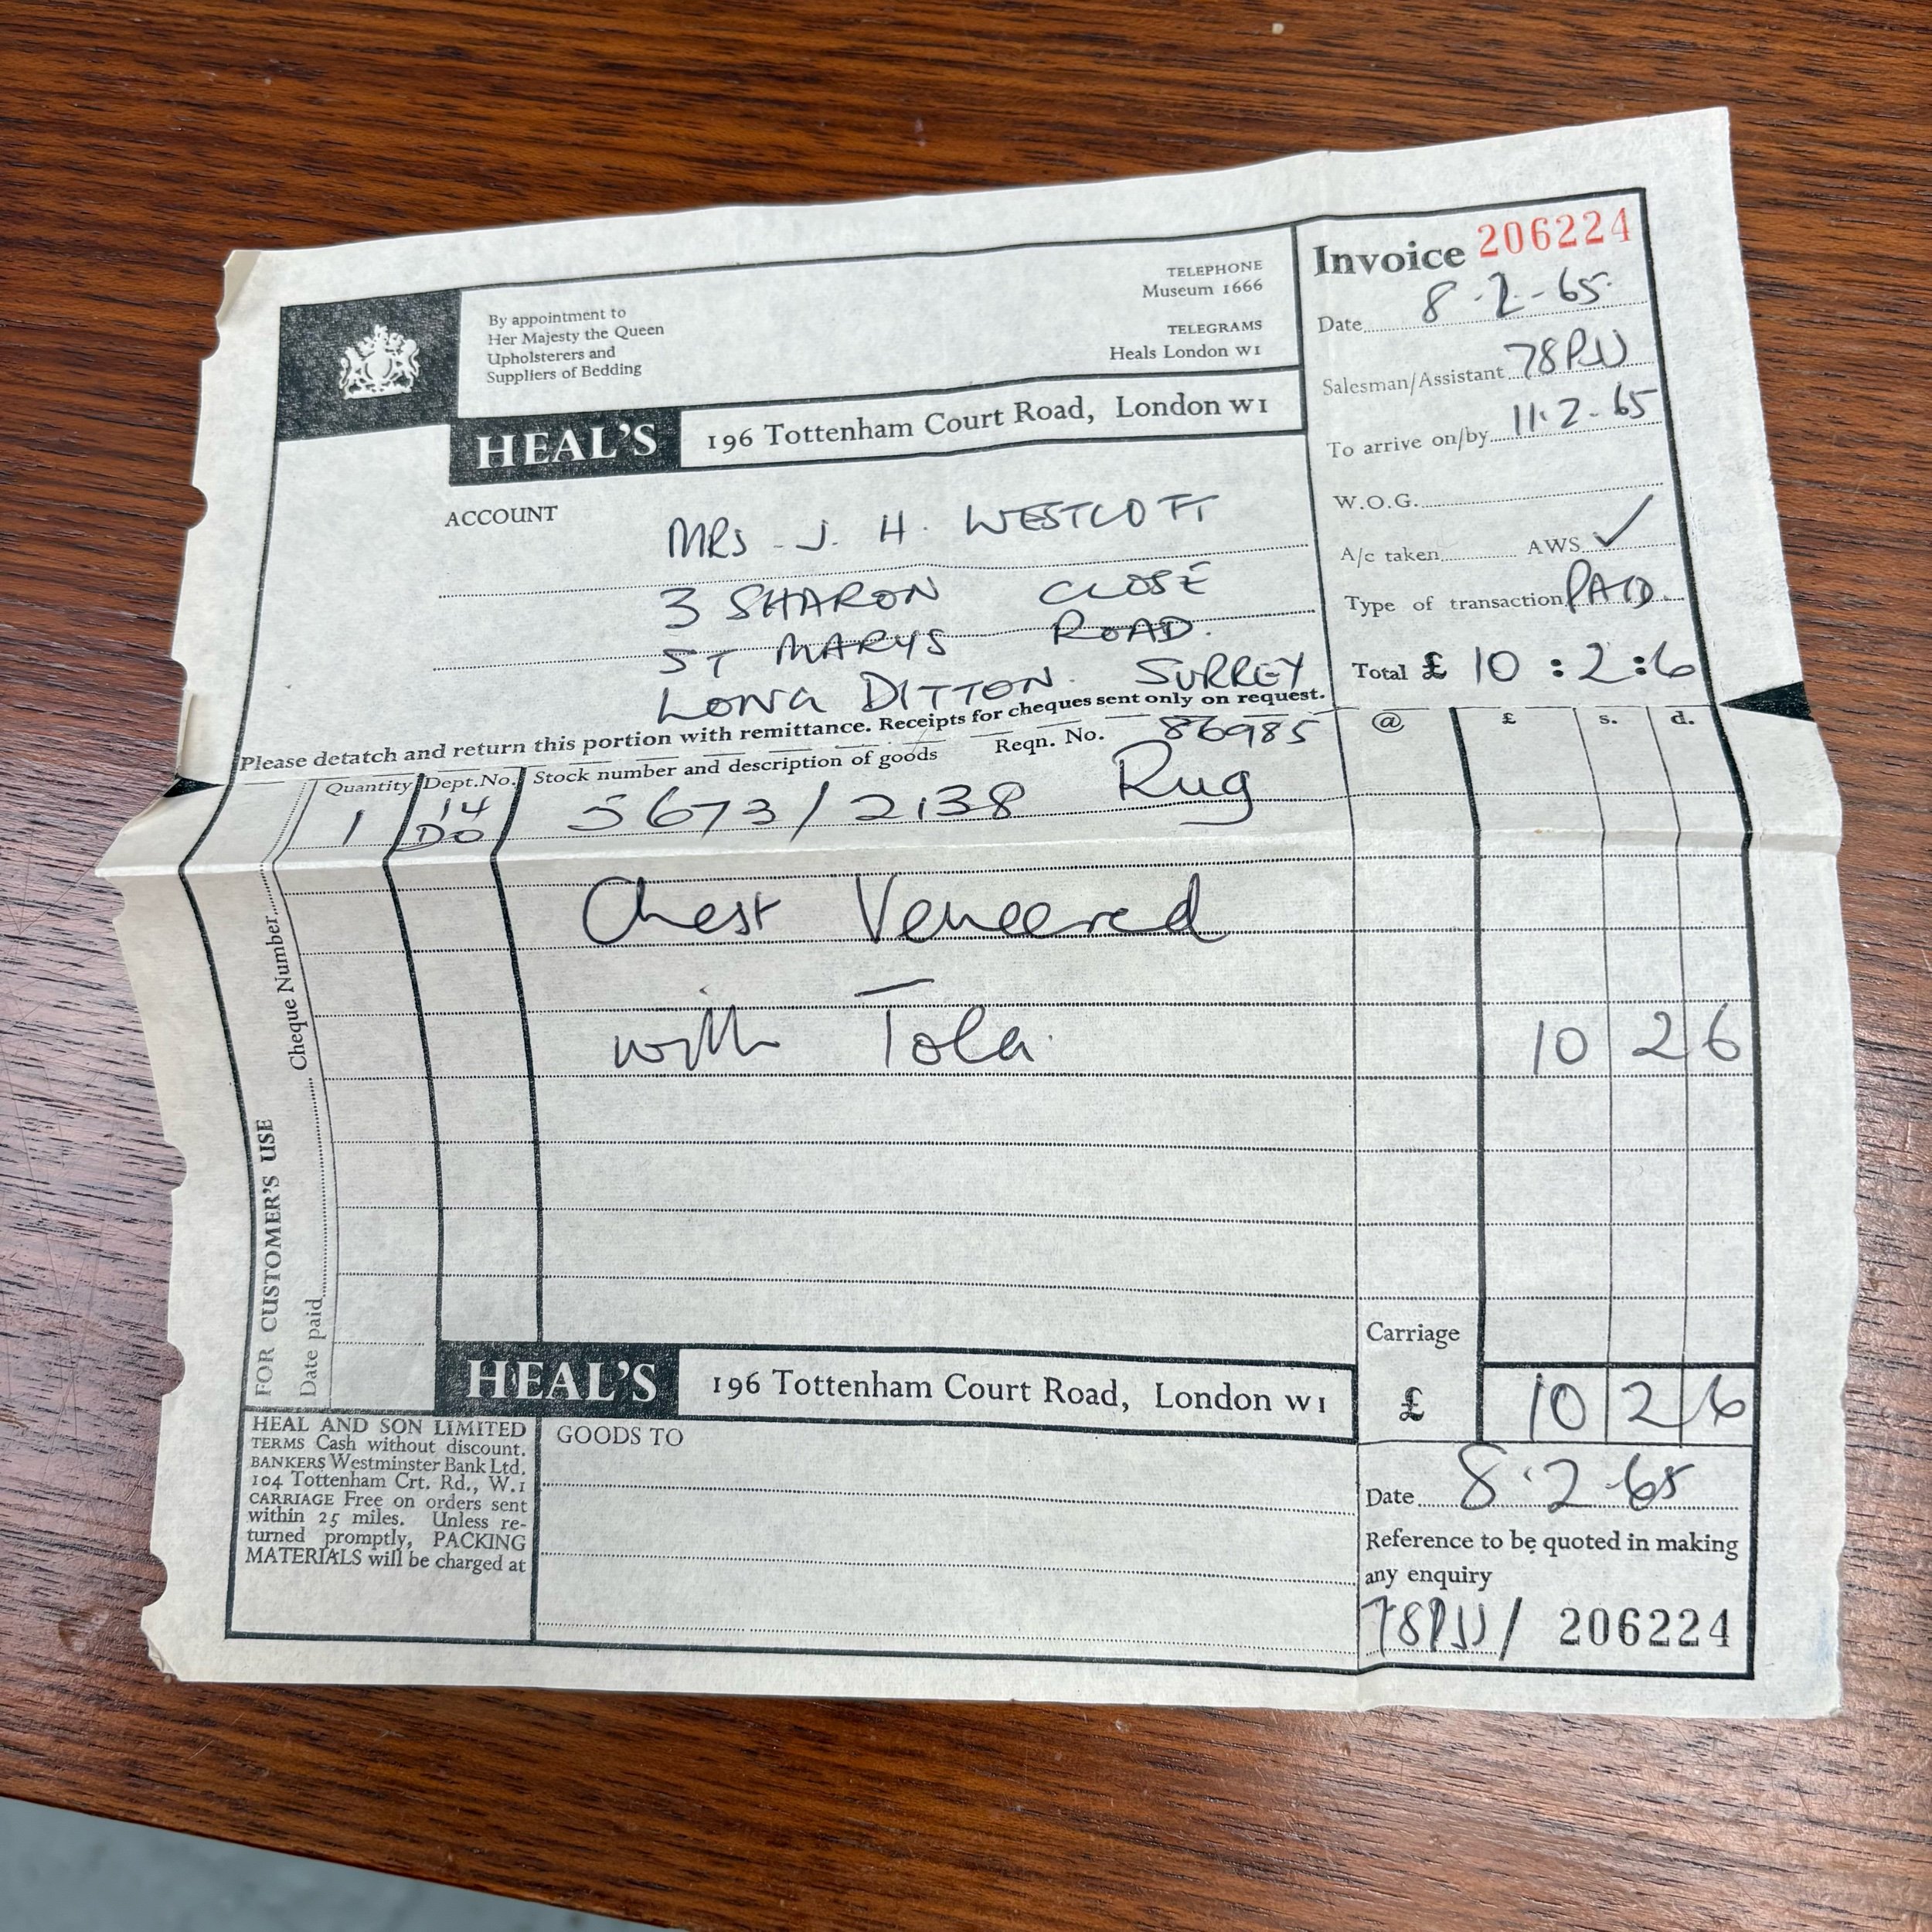 By appointment to
Her Majesty the Queen
Upholsterers and
Suppliers of Bedding
TELEPHONE
Museum 1666
TELEGRAMS
Heals London W1
HEAL'S 196 Tottenham Court Road, London W1
Invoice 206224
Date 8-2-65
Salesman/Assistant
To arrive on/by 11.2-65
W.O.G.
A/c taken AWS ✓
Type of transaction PAID.
Total £ 10:2:6
ACCOUNT
MRS J. H. WESTCOTT
3 SHARON CLOSE
ST MARYS ROAD.
LONG DITTON. SURREY
Please detatch and return this portion with remittance. Receipts for cheques sent only on request.
Quantity Dept.No. Stock number and description of goods Reqn. No. 86985 @ £ s. d.
1 14 DO 5673/2138 Rug
Chest Veneered
with Tola. 10 2 6
FOR CUSTOMER'S USE
Date paid Cheque Number
Carriage
HEAL'S 196 Tottenham Court Road, London W1
£ 10 2 6
HEAL AND SON LIMITED
TERMS Cash without discount.
BANKERS Westminster Bank Ltd.
104 Tottenham Crt. Rd., W.1
CARRIAGE Free on orders sent
within 25 miles. Unless re-
turned promptly, PACKING
MATERIALS will be charged at
GOODS TO
Date 8.2-65
Reference to be quoted in making
any enquiry
/ 206224